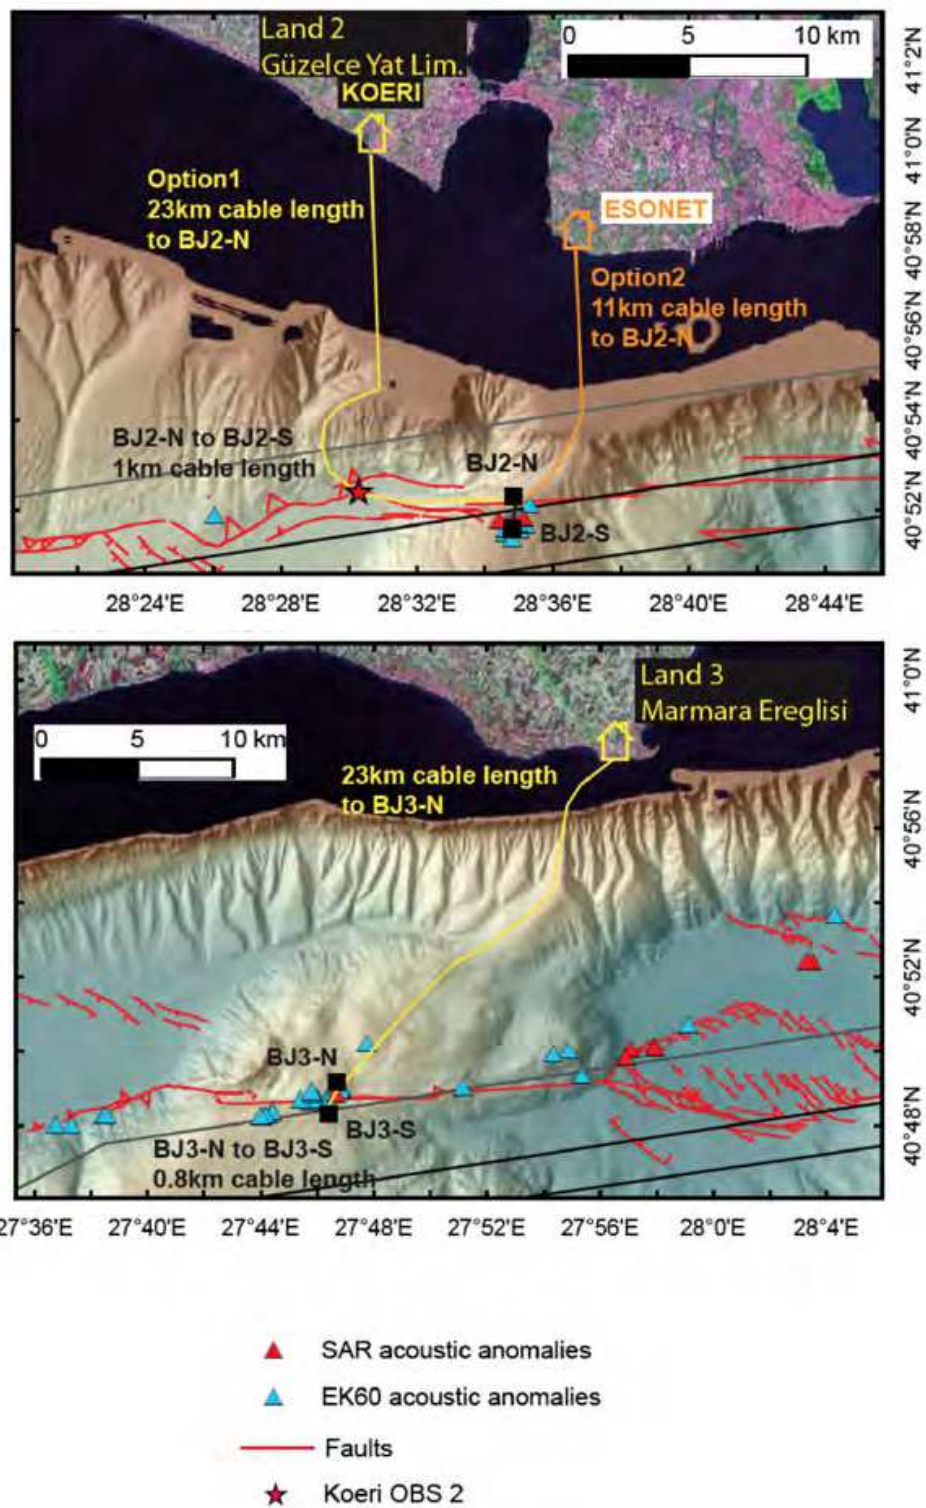 Land 2
Güzelce Yat Lim.
KOERI
0 5 10 km
Option1
23km cable length
to BJ2-N
ESONET
Option2
11km cable length
to BJ2-N
BJ2-N to BJ2-S
1km cable length
BJ2-N
BJ2-S
41°2'N
41°0'N
40°58'N
40°56'N
40°54'N
40°52'N
28°24'E 28°28'E 28°32'E 28°36'E 28°40'E 28°44'E
Land 3
Marmara Ereglisi
0 5 10 km
23km cable length
to BJ3-N
BJ3-N
BJ3-S
BJ3-N to BJ3-S
0.8km cable length
41°0'N
40°56'N
40°52'N
40°48'N
27°36'E 27°40'E 27°44'E 27°48'E 27°52'E 27°56'E 28°0'E 28°4'E
SAR acoustic anomalies
EK60 acoustic anomalies
Faults
Koeri OBS 2